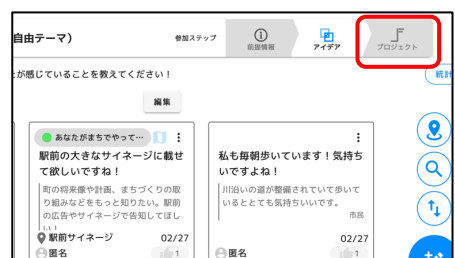 自由テーマ）
参加ステップ
前提情報
アイデア
プロジェクト
が感じていることを教えてください！
統計
編集
あなたがまちでやって…
駅前の大きなサイネージに載せ
て欲しいですね！
町の将来像や計画、まちづくりの取
り組みなどをもっと知りたい。駅前
の広告やサイネージで告知してほし
い！
駅前サイネージ
02/27
匿名
1
私も毎朝歩いています！気持ち
いですよね！
川沿いの道が整備されていて歩いて
いるととても気持ちいいです。
市民
02/27
匿名
1